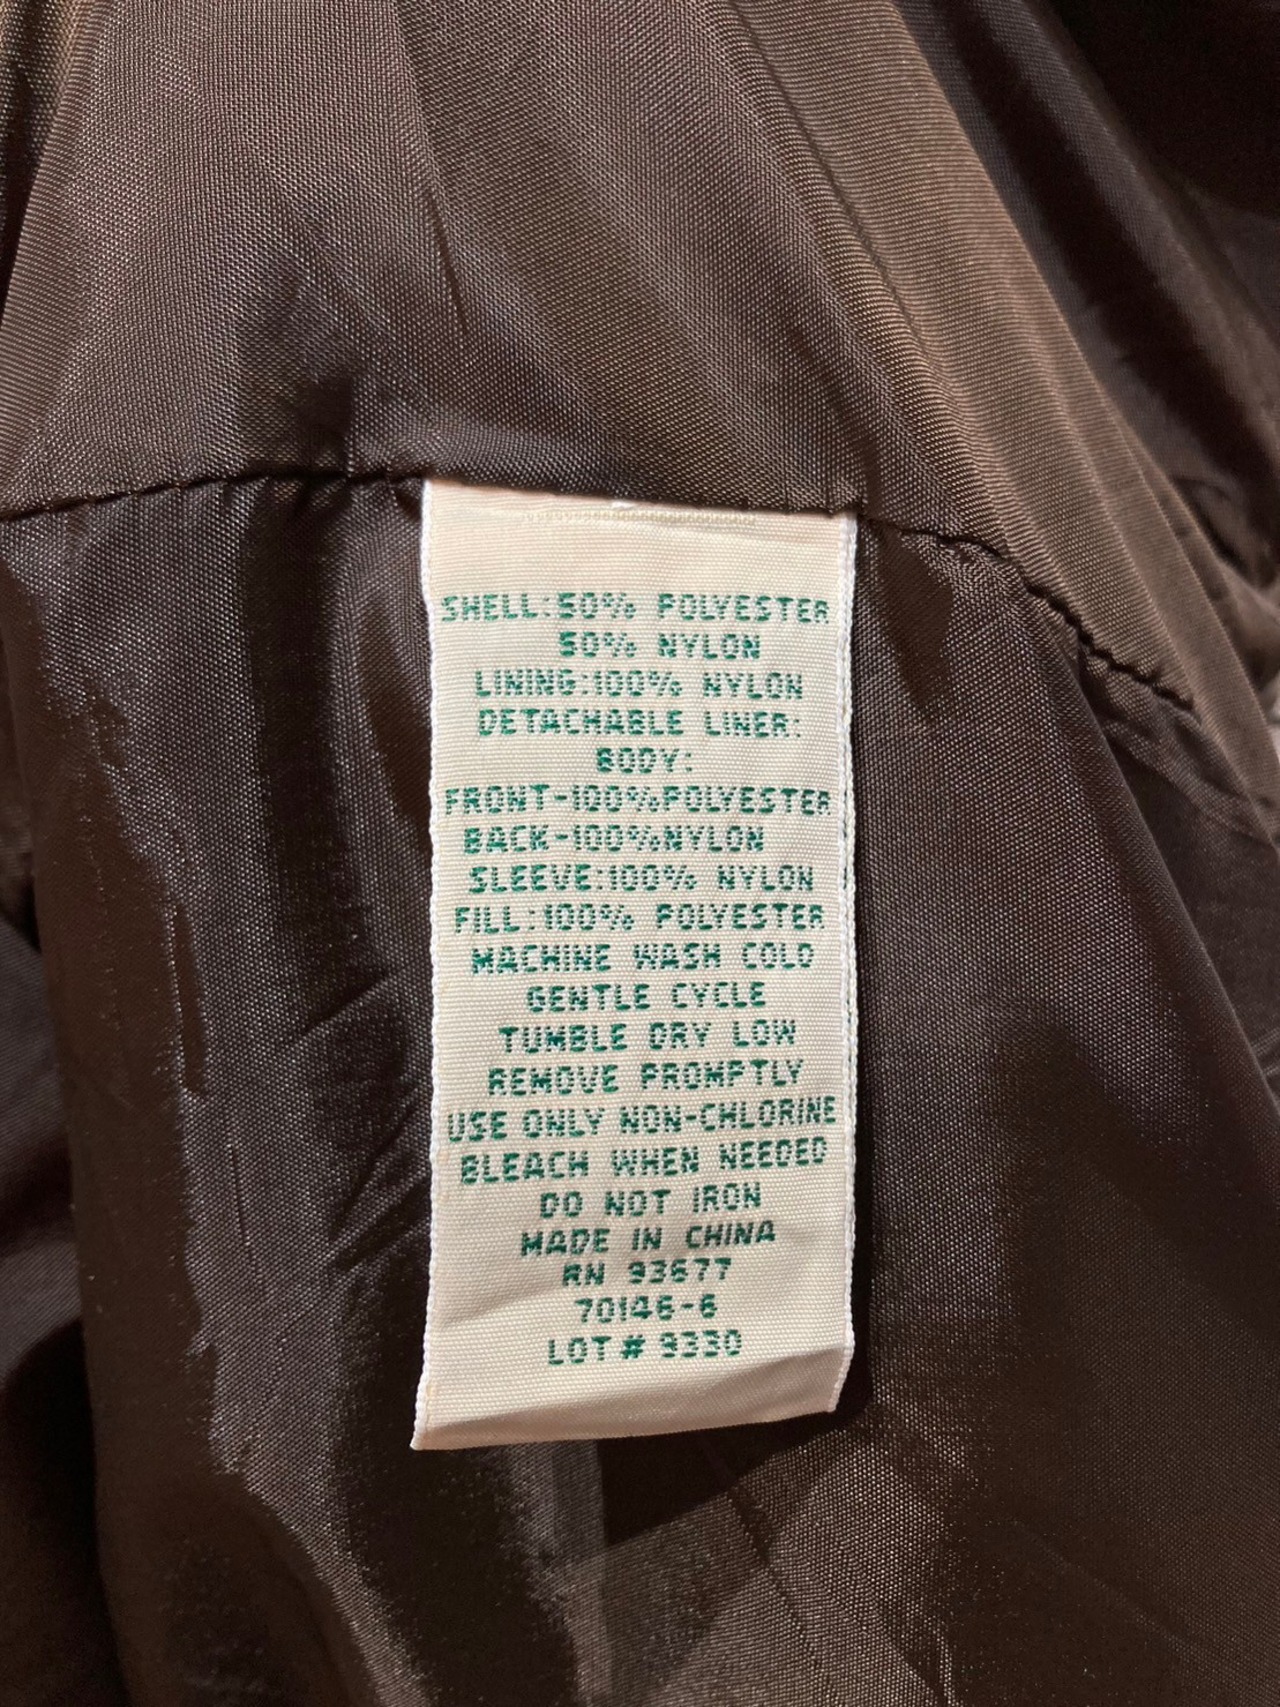 SHELL:50% POLYESTER
50% NYLON
LINING:100% NYLON
DETACHABLE LINER:
BODY:
FRONT-100%POLYESTER
BACK-100%NYLON
SLEEVE:100% NYLON
FILL:100% POLYESTER
MACHINE WASH COLD
GENTLE CYCLE
TUMBLE DRY LOW
REMOVE PROMPTLY
USE ONLY NON-CHLORINE
BLEACH WHEN NEEDED
DO NOT IRON
MADE IN CHINA
RN 93677
70146-6
LOT# 9330